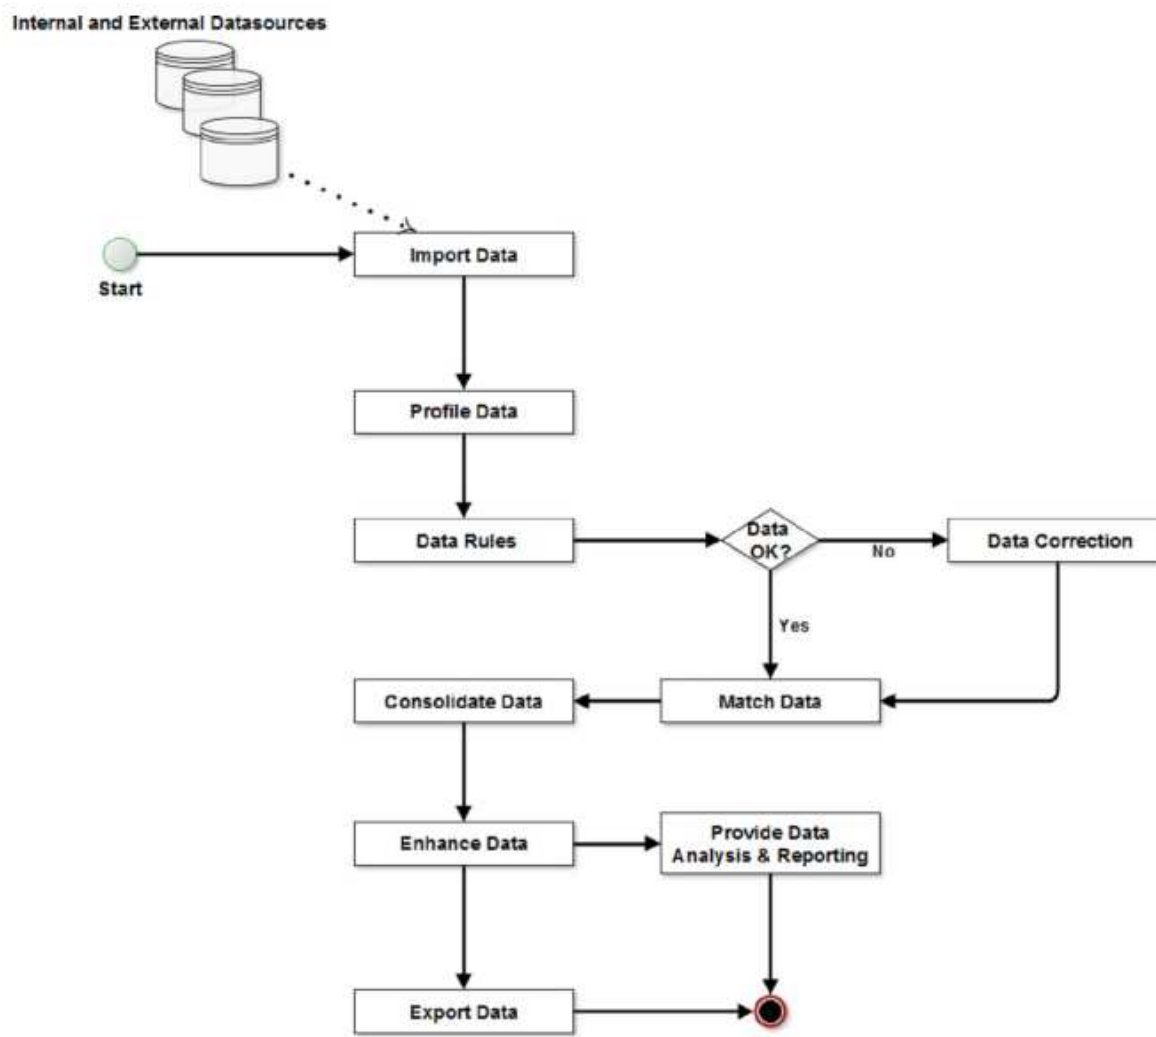 Internal and External Datasources
Import Data
Start
Profile Data
Data Rules
Data
OK?
No
Data Correction
Yes
Consolidate Data
Match Data
Enhance Data
Provide Data
Analysis & Reporting
Export Data